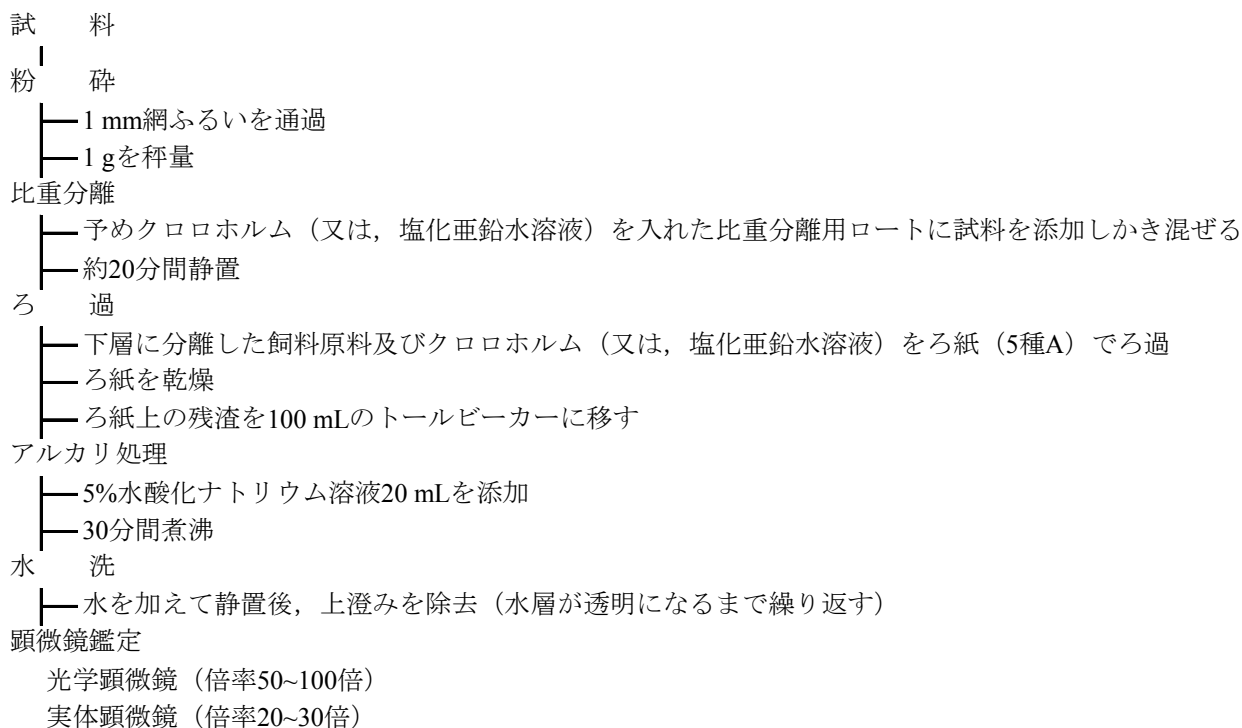 試　　料
粉　　砕
1 mm網ふるいを通過
1 gを秤量
比重分離
予めクロロホルム（又は，塩化亜鉛水溶液）を入れた比重分離用ロートに試料を添加しかき混ぜる
約20分間静置
ろ　　過
下層に分離した飼料原料及びクロロホルム（又は，塩化亜鉛水溶液）をろ紙（5種A）でろ過
ろ紙を乾燥
ろ紙上の残渣を100 mLのトールビーカーに移す
アルカリ処理
5%水酸化ナトリウム溶液20 mLを添加
30分間煮沸
水　　洗
水を加えて静置後，上澄みを除去（水層が透明になるまで繰り返す）
顕微鏡鑑定
光学顕微鏡（倍率50~100倍）
実体顕微鏡（倍率20~30倍）